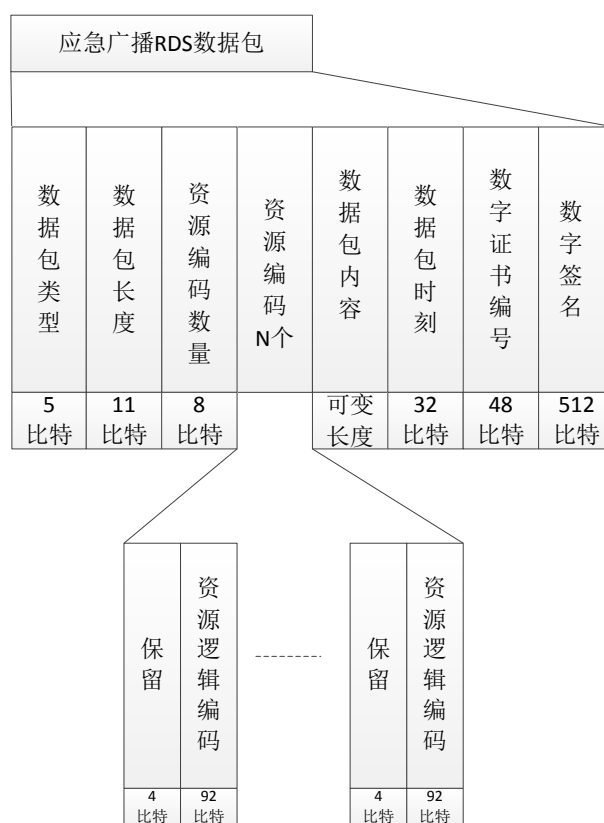 应急广播RDS数据包
数据包类型
数据包长度
资源编码数量
资源编码N个
数据包内容
数据包时刻
数字证书编号
数字签名
5比特
11比特
8比特
可变长度
32比特
48比特
512比特
保留
资源逻辑编码
保留
资源逻辑编码
4比特
92比特
4比特
92比特